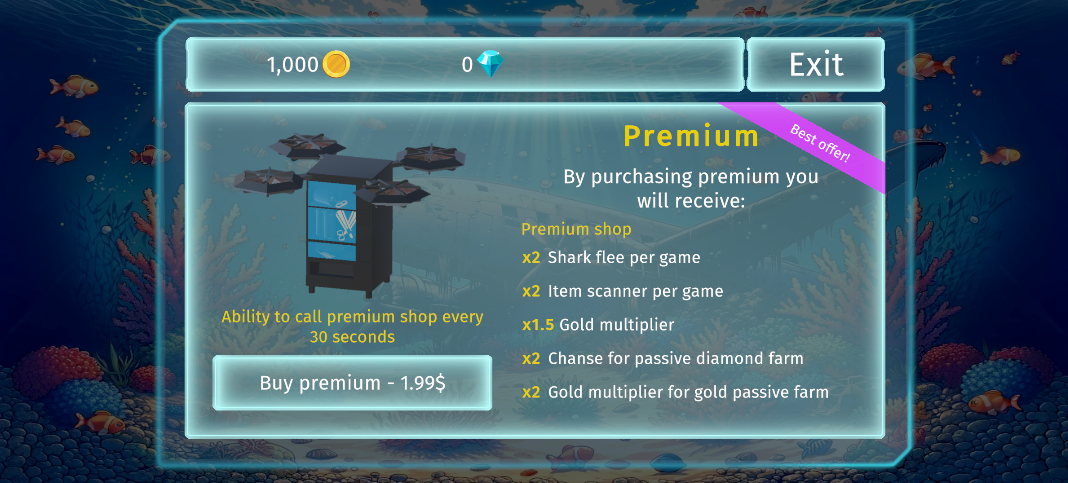 1,000
0
Exit
Best offer!
Premium
By purchasing premium you
will receive:
Premium shop
x2 Shark flee per game
x2 Item scanner per game
x1.5 Gold multiplier
x2 Chanse for passive diamond farm
x2 Gold multiplier for gold passive farm
Ability to call premium shop every
30 seconds
Buy premium - 1.99$